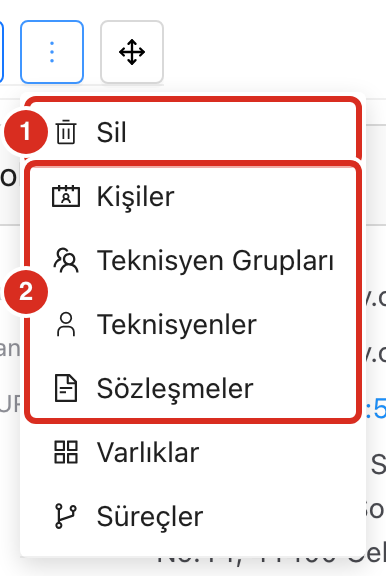 1
Sil
Kişiler
Teknisyen Grupları
2
Teknisyenler
Sözleşmeler
Varlıklar
Süreçler